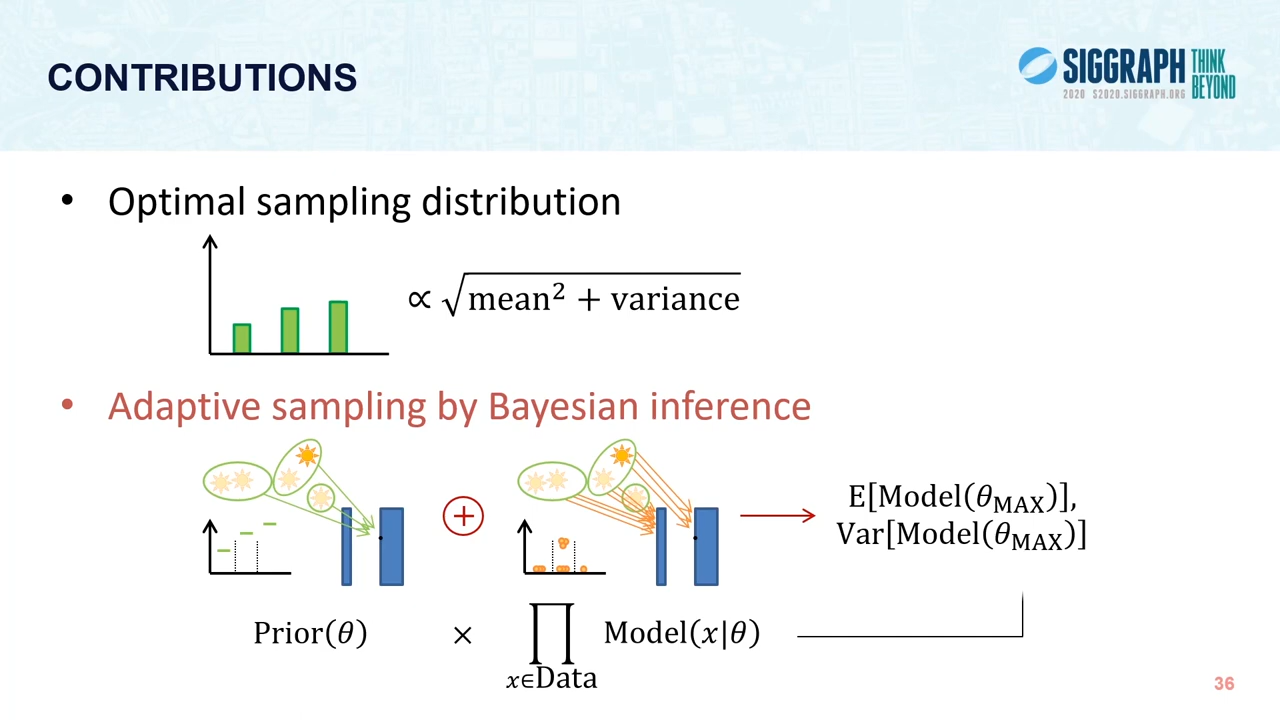 CONTRIBUTIONS
SIGGRAPH THINK BEYOND
2020 S2020.SIGGRAPH.ORG
• Optimal sampling distribution
∝ √(mean² + variance)
• Adaptive sampling by Bayesian inference
+
E[Model(θ_MAX)],
Var[Model(θ_MAX)]
Prior(θ) × ∏ Model(x|θ)
x∈Data
36